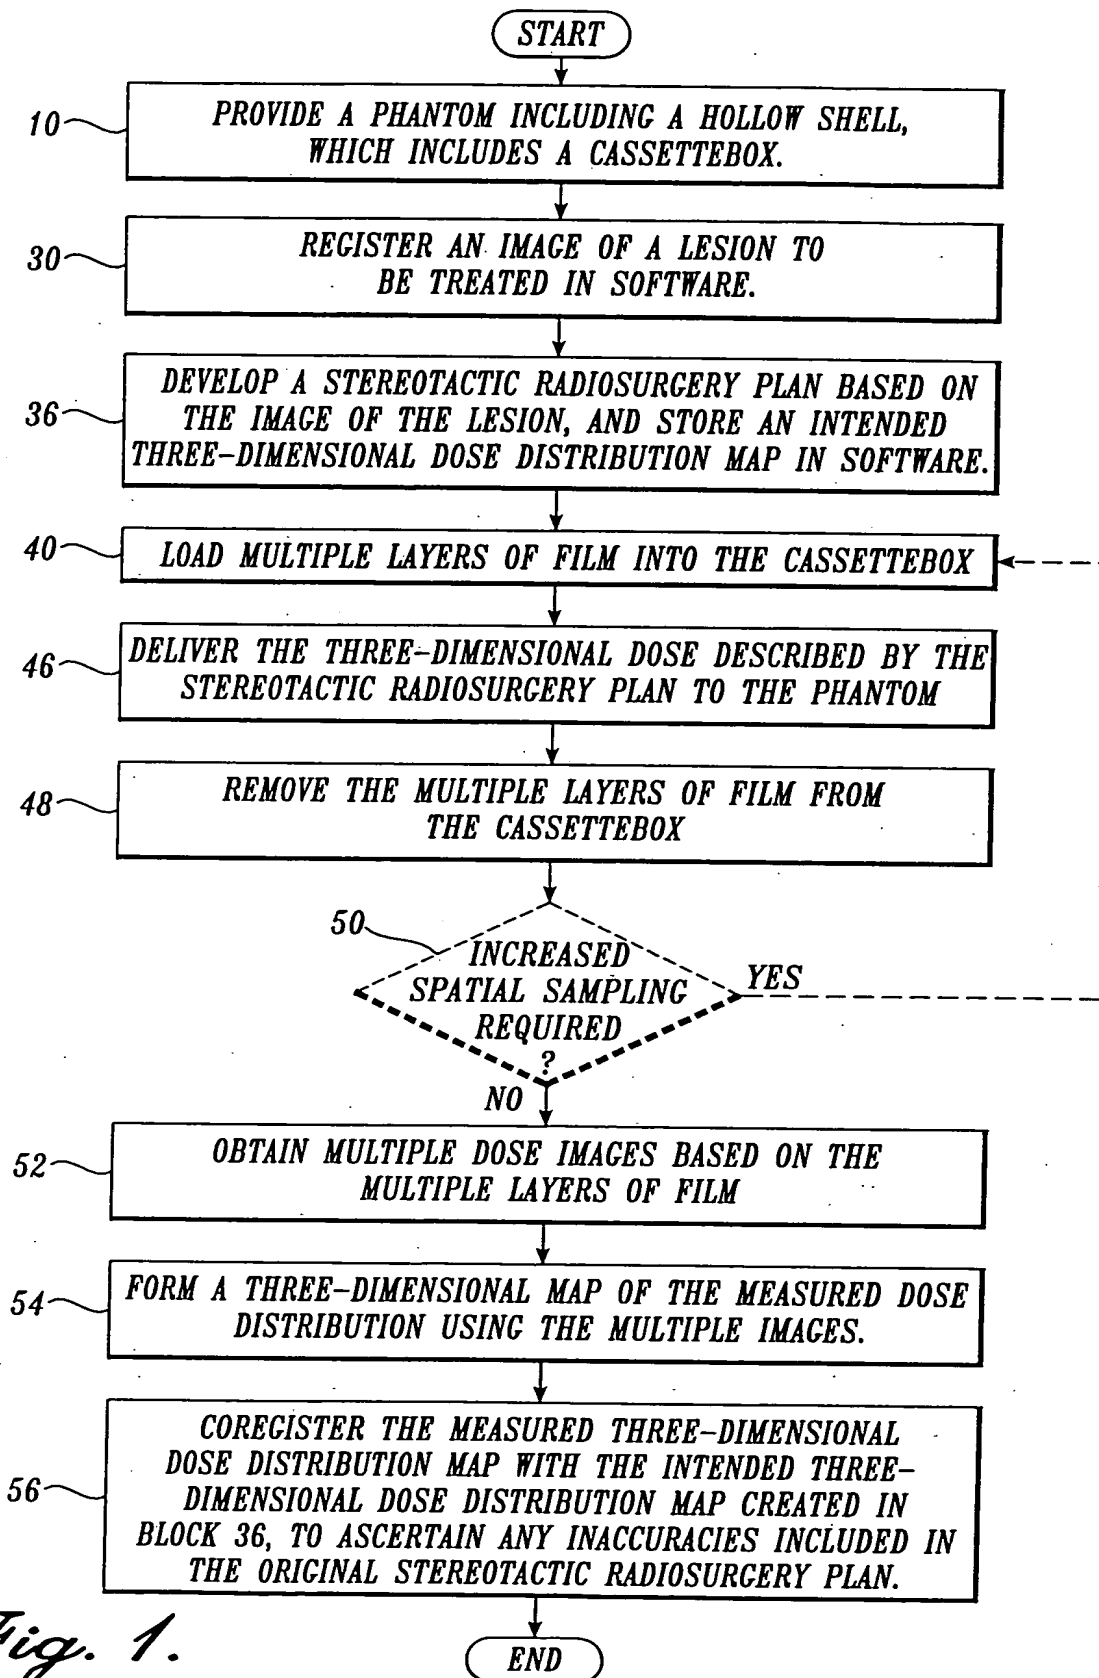 START
10
PROVIDE A PHANTOM INCLUDING A HOLLOW SHELL,
WHICH INCLUDES A CASSETTEBOX.
30
REGISTER AN IMAGE OF A LESION TO
BE TREATED IN SOFTWARE.
36
DEVELOP A STEREOTACTIC RADIOSURGERY PLAN BASED ON
THE IMAGE OF THE LESION, AND STORE AN INTENDED
THREE-DIMENSIONAL DOSE DISTRIBUTION MAP IN SOFTWARE.
40
LOAD MULTIPLE LAYERS OF FILM INTO THE CASSETTEBOX
46
DELIVER THE THREE-DIMENSIONAL DOSE DESCRIBED BY THE
STEREOTACTIC RADIOSURGERY PLAN TO THE PHANTOM
48
REMOVE THE MULTIPLE LAYERS OF FILM FROM
THE CASSETTEBOX
50
INCREASED
SPATIAL SAMPLING
REQUIRED
?
YES
NO
52
OBTAIN MULTIPLE DOSE IMAGES BASED ON THE
MULTIPLE LAYERS OF FILM
54
FORM A THREE-DIMENSIONAL MAP OF THE MEASURED DOSE
DISTRIBUTION USING THE MULTIPLE IMAGES.
56
COREGISTER THE MEASURED THREE-DIMENSIONAL
DOSE DISTRIBUTION MAP WITH THE INTENDED THREE-
DIMENSIONAL DOSE DISTRIBUTION MAP CREATED IN
BLOCK 36, TO ASCERTAIN ANY INACCURACIES INCLUDED IN
THE ORIGINAL STEREOTACTIC RADIOSURGERY PLAN.
END
Fig. 1.